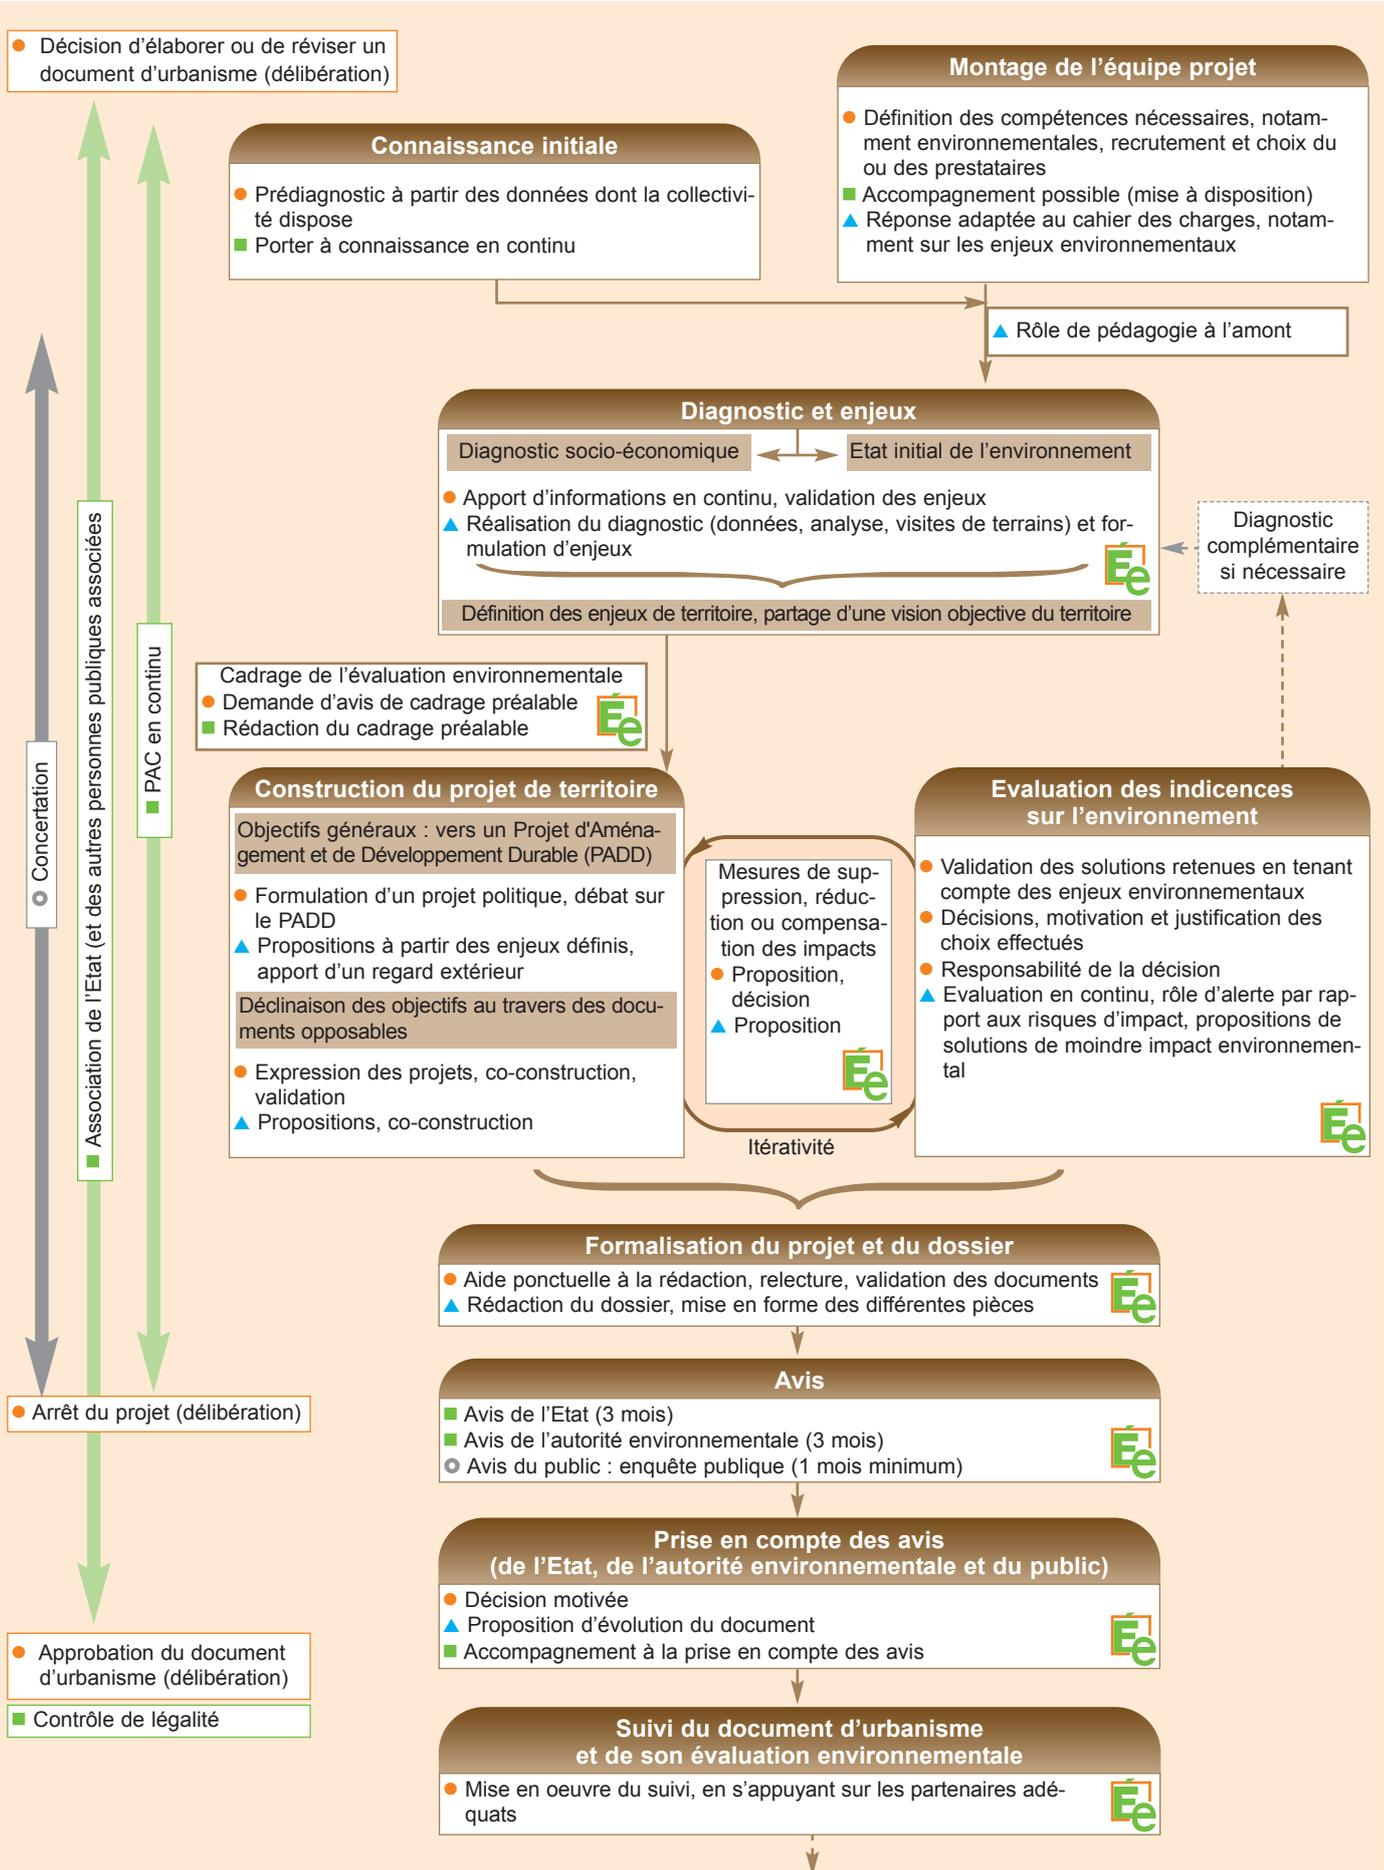 Décision d'élaborer ou de réviser un
document d'urbanisme (délibération)
Montage de l'équipe projet
Définition des compétences nécessaires, notam-
ment environnementales, recrutement et choix du
ou des prestataires
Accompagnement possible (mise à disposition)
Réponse adaptée au cahier des charges, notam-
ment sur les enjeux environnementaux
Connaissance initiale
Prédiagnostic à partir des données dont la collectivi-
té dispose
Porter à connaissance en continu
Rôle de pédagogie à l'amont
Diagnostic et enjeux
Diagnostic socio-économique
Etat initial de l'environnement
Apport d'informations en continu, validation des enjeux
Réalisation du diagnostic (données, analyse, visites de terrains) et for-
mulation d'enjeux
Ée
Définition des enjeux de territoire, partage d'une vision objective du territoire
Diagnostic
complémentaire
si nécessaire
Concertation
Association de l'Etat (et des autres personnes publiques associées
PAC en continu
Cadrage de l'évaluation environnementale
Demande d'avis de cadrage préalable
Rédaction du cadrage préalable
Ée
Construction du projet de territoire
Objectifs généraux : vers un Projet d'Aména-
gement et de Développement Durable (PADD)
Formulation d'un projet politique, débat sur
le PADD
Propositions à partir des enjeux définis,
apport d'un regard extérieur
Déclinaison des objectifs au travers des docu-
ments opposables
Expression des projets, co-construction,
validation
Propositions, co-construction
Mesures de sup-
pression, réduc-
tion ou compensa-
tion des impacts
Proposition,
décision
Proposition
Ée
Itérativité
Evaluation des indicences
sur l'environnement
Validation des solutions retenues en tenant
compte des enjeux environnementaux
Décisions, motivation et justification des
choix effectués
Responsabilité de la décision
Evaluation en continu, rôle d'alerte par rap-
port aux risques d'impact, propositions de
solutions de moindre impact environnemen-
tal
Ée
Formalisation du projet et du dossier
Aide ponctuelle à la rédaction, relecture, validation des documents
Rédaction du dossier, mise en forme des différentes pièces
Ée
Arrêt du projet (délibération)
Avis
Avis de l'Etat (3 mois)
Avis de l'autorité environnementale (3 mois)
Avis du public : enquête publique (1 mois minimum)
Ée
Prise en compte des avis
(de l'Etat, de l'autorité environnementale et du public)
Décision motivée
Proposition d'évolution du document
Accompagnement à la prise en compte des avis
Ée
Approbation du document
d'urbanisme (délibération)
Contrôle de légalité
Suivi du document d'urbanisme
et de son évaluation environnementale
Mise en oeuvre du suivi, en s'appuyant sur les partenaires adé-
quats
Ée